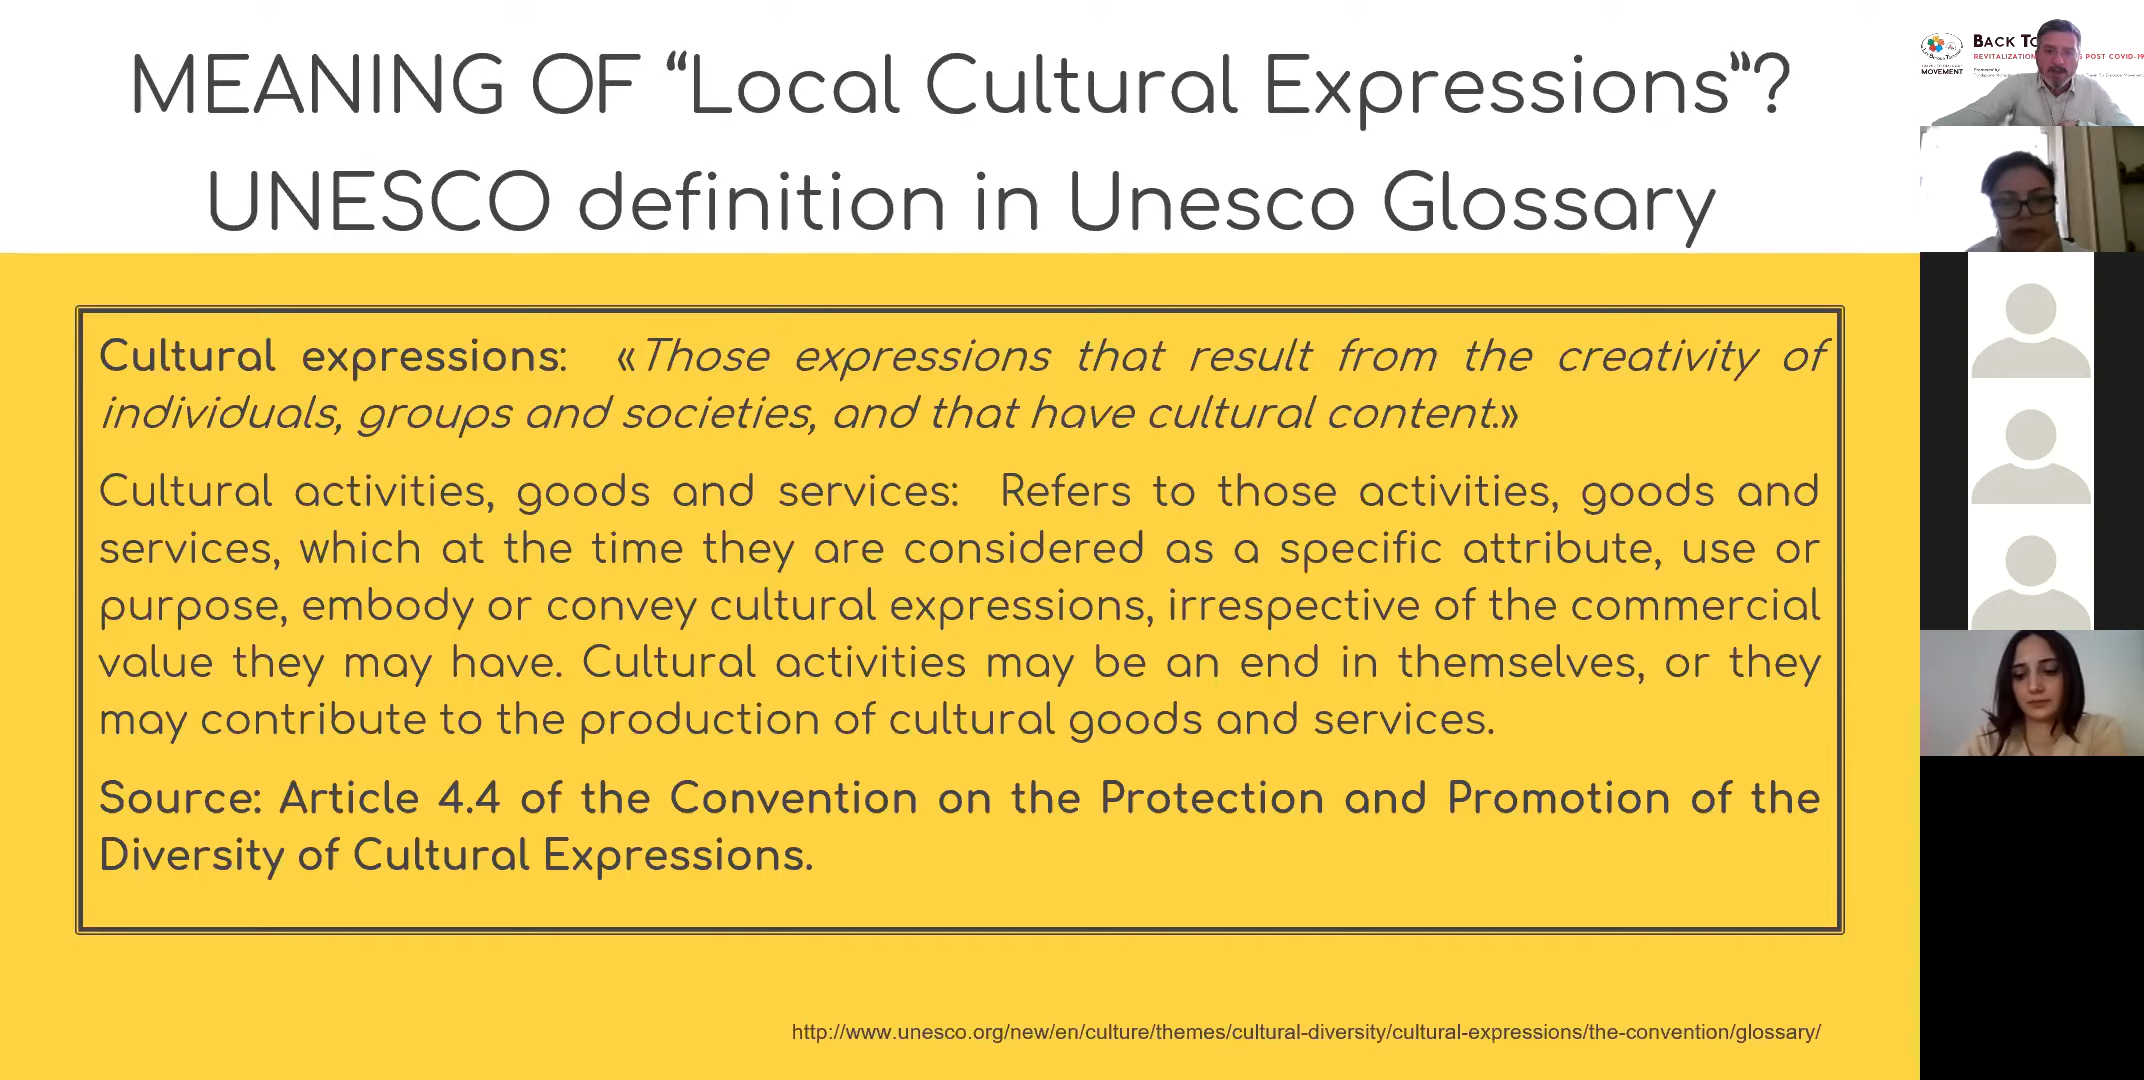 MEANING OF “Local Cultural Expressions”?
UNESCO definition in Unesco Glossary
Cultural expressions: «Those expressions that result from the creativity of
individuals, groups and societies, and that have cultural content.»
Cultural activities, goods and services: Refers to those activities, goods and
services, which at the time they are considered as a specific attribute, use or
purpose, embody or convey cultural expressions, irrespective of the commercial
value they may have. Cultural activities may be an end in themselves, or they
may contribute to the production of cultural goods and services.
Source: Article 4.4 of the Convention on the Protection and Promotion of the
Diversity of Cultural Expressions.
http://www.unesco.org/new/en/culture/themes/cultural-diversity/cultural-expressions/the-convention/glossary/
BACK TO
REVITALIZATION POST COVID-19
MOVEMENT